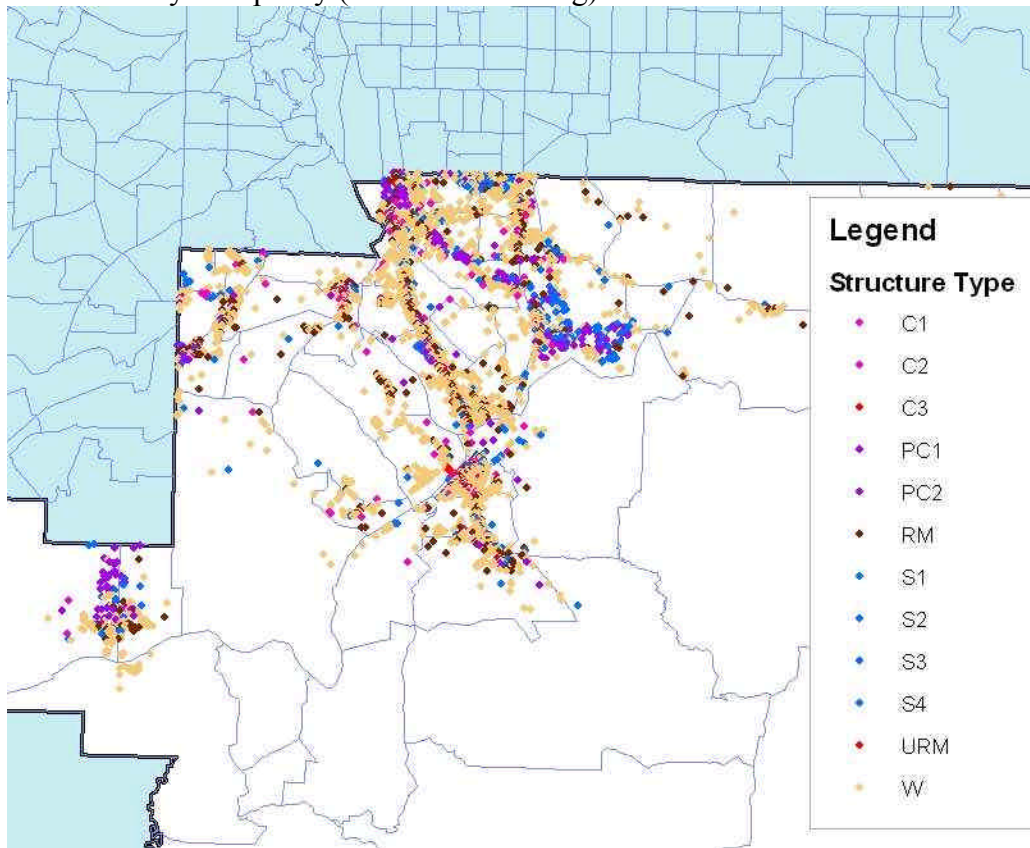 Legend
Structure Type
C1
C2
C3
PC1
PC2
RM
S1
S2
S3
S4
URM
W